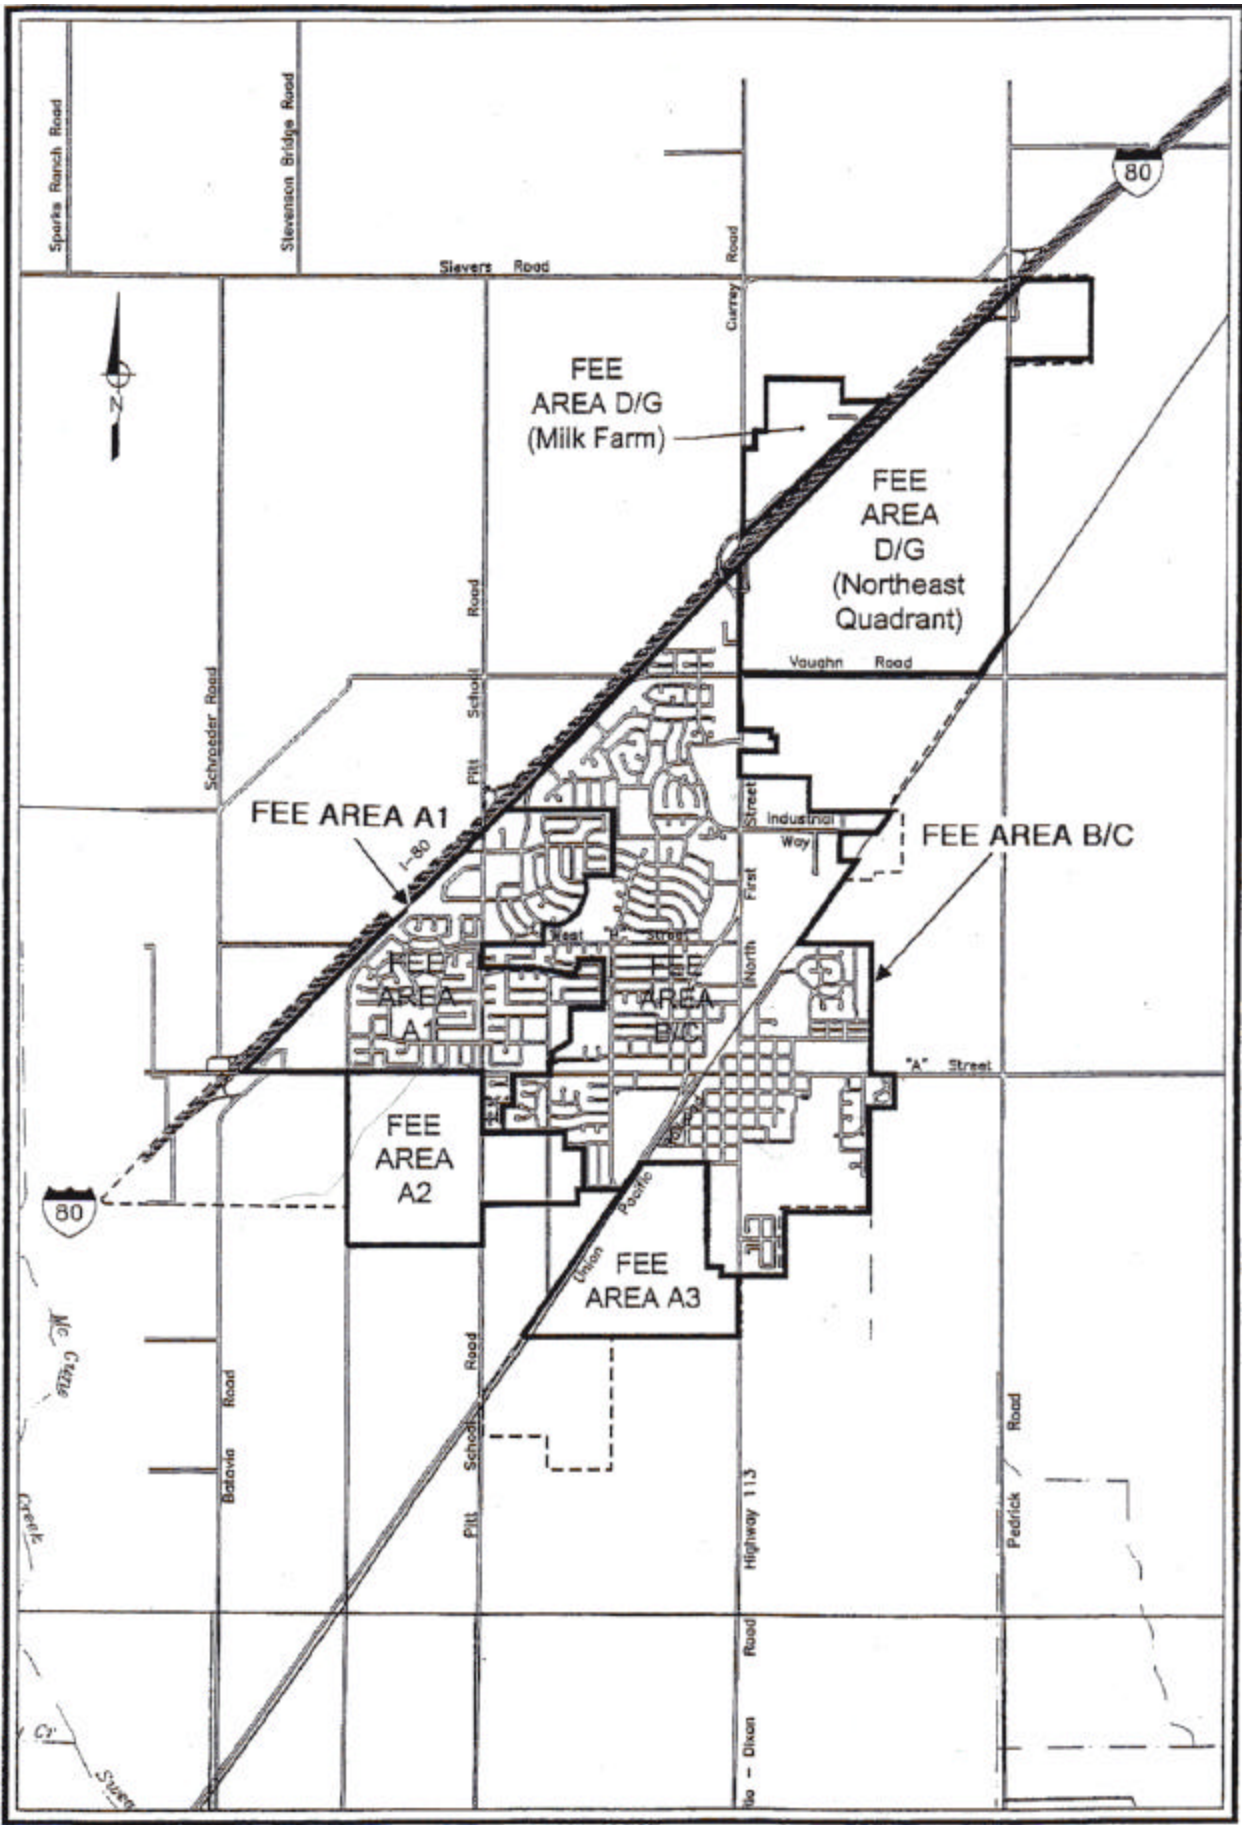 Sparks Ranch Road
Stevenson Bridge Road
80
Sievers Road
Currey Road
N
FEE
AREA D/G
(Milk Farm)
FEE
AREA
D/G
(Northeast
Quadrant)
Vaughn Road
Pitt School Road
Schroeder Road
FEE AREA A1
I-80
North First Street
Industrial
Way
FEE AREA B/C
West Street
FEE
AREA
A1
FEE
AREA
B/C
"A" Street
FEE
AREA
A2
80
Union Pacific
FEE
AREA A3
Mc Cune
Creek
Batavia Road
Pitt School Road
Highway 113
Pedrick Road
Road
Dixon
Cr